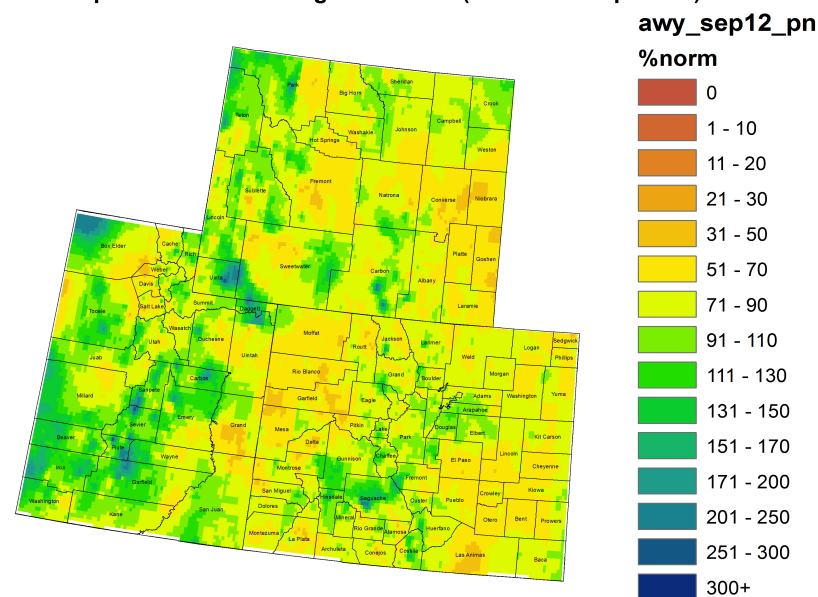 awy_sep12_pn
%norm
0
1 - 10
11 - 20
21 - 30
31 - 50
51 - 70
71 - 90
91 - 110
111 - 130
131 - 150
151 - 170
171 - 200
201 - 250
251 - 300
300+
Park
Big Horn
Sheridan
Crook
Teton
Campbell
Johnson
Washakie
Hot Springs
Weston
Fremont
Sublette
Natrona
Converse
Niobrara
Lincoln
Platte
Goshen
Sweetwater
Carbon
Albany
Uinta
Laramie
Box Elder
Cache
Rich
Weber
Davis
Salt Lake
Summit
Daggett
Tooele
Wasatch
Utah
Duchesne
Uintah
Juab
Carbon
Millard
Sanpete
Emery
Sevier
Grand
Beaver
Piute
Wayne
Iron
Garfield
Washington
Kane
San Juan
Moffat
Routt
Jackson
Larimer
Weld
Logan
Sedgwick
Phillips
Rio Blanco
Grand
Boulder
Morgan
Garfield
Eagle
Adams
Washington
Yuma
Arapahoe
Mesa
Pitkin
Lake
Park
Douglas
Elbert
Kit Carson
Delta
Gunnison
Chaffee
El Paso
Lincoln
Cheyenne
Montrose
Fremont
San Miguel
Hinsdale
Saguache
Custer
Pueblo
Crowley
Kiowa
Dolores
Mineral
Rio Grande
Alamosa
Huerfano
Otero
Bent
Prowers
Montezuma
La Plata
Archuleta
Conejos
Costilla
Las Animas
Baca